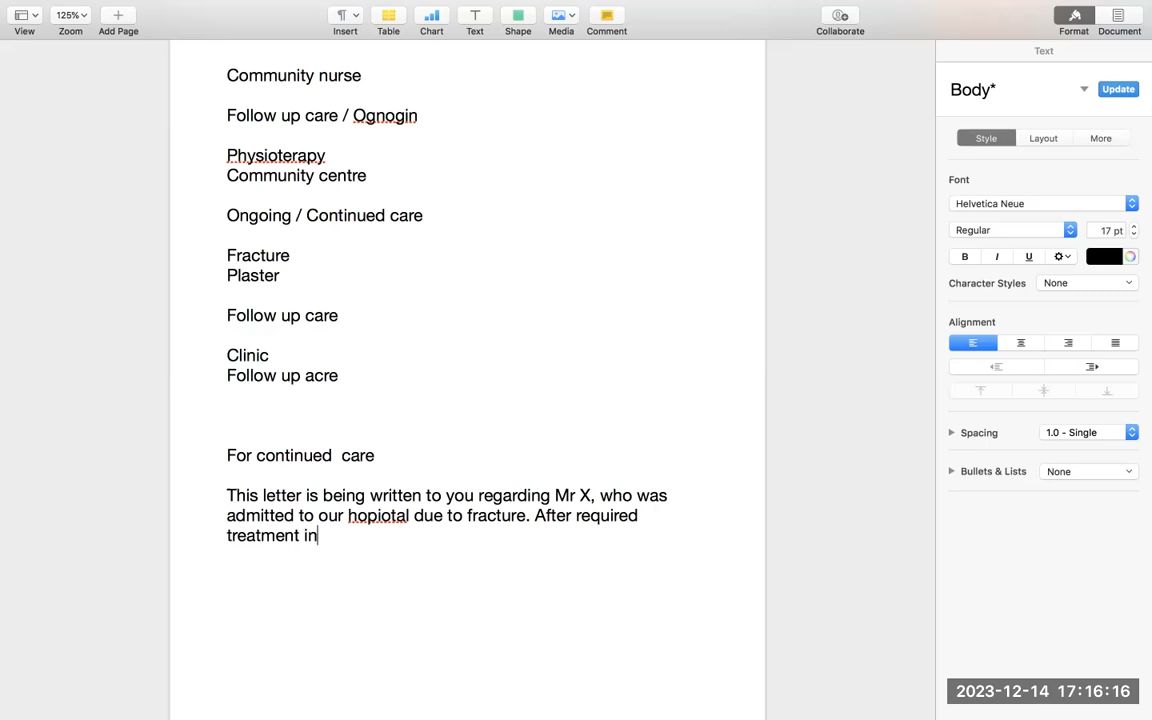 View
125%
Zoom
Add Page
Insert
Table
Chart
Text
Shape
Media
Comment
Collaborate
Format
Document
Community nurse
Follow up care / Ognogin
Physioterapy
Community centre
Ongoing / Continued care
Fracture
Plaster
Follow up care
Clinic
Follow up acre
For continued  care
This letter is being written to you regarding Mr X, who was
admitted to our hopiotal due to fracture. After required
treatment in
Text
Body*
Update
Style
Layout
More
Font
Helvetica Neue
Regular
17 pt
B I U
Character Styles
None
Alignment
Spacing
1.0 - Single
Bullets & Lists
None
2023-12-14 17:16:16